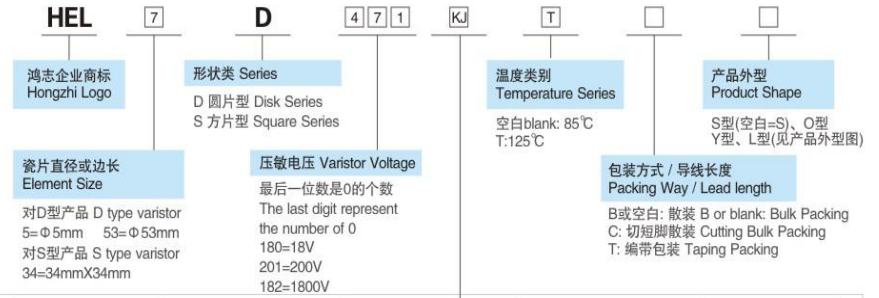 HEL 7 D 471 KJ T
鸿志企业商标
Hongzhi Logo
形状类 Series
D 圆片型 Disk Series
S 方片型 Square Series
温度类别
Temperature Series
空白blank: 85℃
T:125℃
产品外型
Product Shape
S型(空白=S)、O型
Y型、L型(见产品外型图)
瓷片直径或边长
Element Size
对D型产品 D type varistor
5=Φ5mm 53=Φ53mm
对S型产品 S type varistor
34=34mmX34mm
压敏电压 Varistor Voltage
最后一位数是0的个数
The last digit represent
the number of 0
180=18V
201=200V
182=1800V
包装方式 / 导线长度
Packing Way / Lead length
B或空白: 散装 B or blank: Bulk Packing
C: 切短脚散装 Cutting Bulk Packing
T: 编带包装 Taping Packing